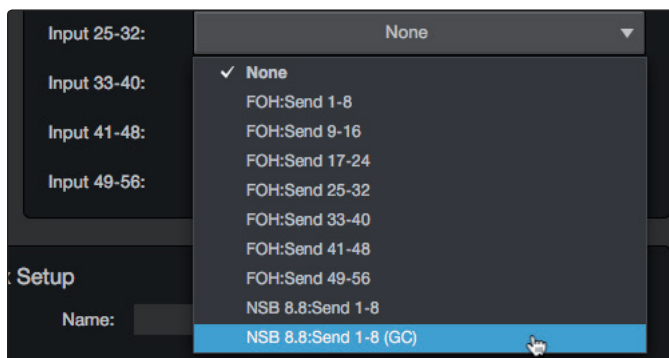 Input 25-32: None
✓ None
Input 33-40:
FOH:Send 1-8
FOH:Send 9-16
Input 41-48:
FOH:Send 17-24
Input 49-56:
FOH:Send 25-32
FOH:Send 33-40
FOH:Send 41-48
Setup
FOH:Send 49-56
NSB 8.8:Send 1-8
Name:
NSB 8.8:Send 1-8 (GC)